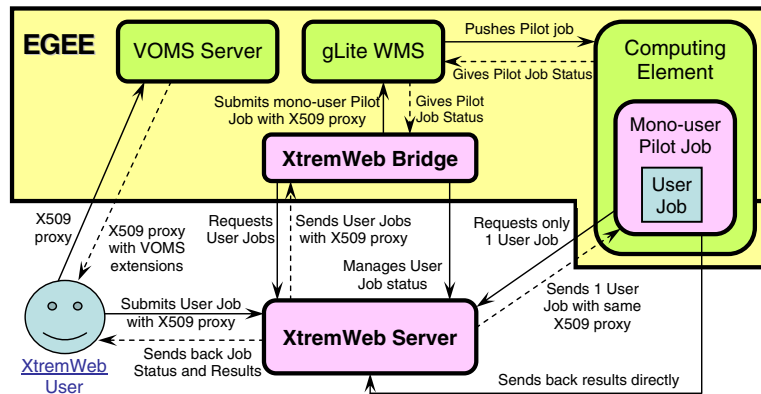 EGEE
VOMS Server
gLite WMS
Pushes Pilot job
Gives Pilot Job Status
Computing
Element
Mono-user
Pilot Job
User
Job
Submits mono-user Pilot
Job with X509 proxy
Gives Pilot
Job Status
XtremWeb Bridge
X509
proxy
X509 proxy
with VOMS
extensions
Requests
User Jobs
Sends User Jobs
with X509 proxy
Manages User
Job status
Requests only
1 User Job
Sends 1 User
Job with same
X509 proxy
Submits User Job
with X509 proxy
XtremWeb Server
Sends back Job
Status and Results
XtremWeb
User
Sends back results directly